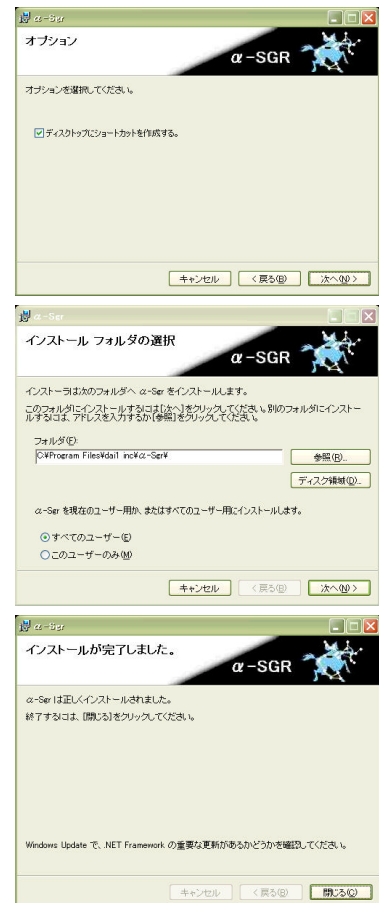 α-Sgr
オプション
α-SGR
オプションを選択してください。
ディスクトップにショートカットを作成する。
キャンセル
< 戻る(B)
次へ(N) >
α-Sgr
インストール フォルダの選択
α-SGR
インストーラは次のフォルダへ α-Sgr をインストールします。
このフォルダにインストールするには[次へ]をクリックしてください。別のフォルダにインストー
ルするには、アドレスを入力するか[参照]をクリックしてください。
フォルダ(F):
C:¥Program Files¥dai1 inc¥α-Sgr¥
参照(R)...
ディスク領域(D)...
α-Sgr を現在のユーザー用か、またはすべてのユーザー用にインストールします。
すべてのユーザー(E)
このユーザーのみ(M)
キャンセル
< 戻る(B)
次へ(N) >
α-Sgr
インストールが完了しました。
α-SGR
α-Sgr は正しくインストールされました。
終了するには、[閉じる]をクリックしてください。
Windows Update で、.NET Framework の重要な更新があるかどうかを確認してください。
キャンセル
< 戻る(B)
閉じる(C)